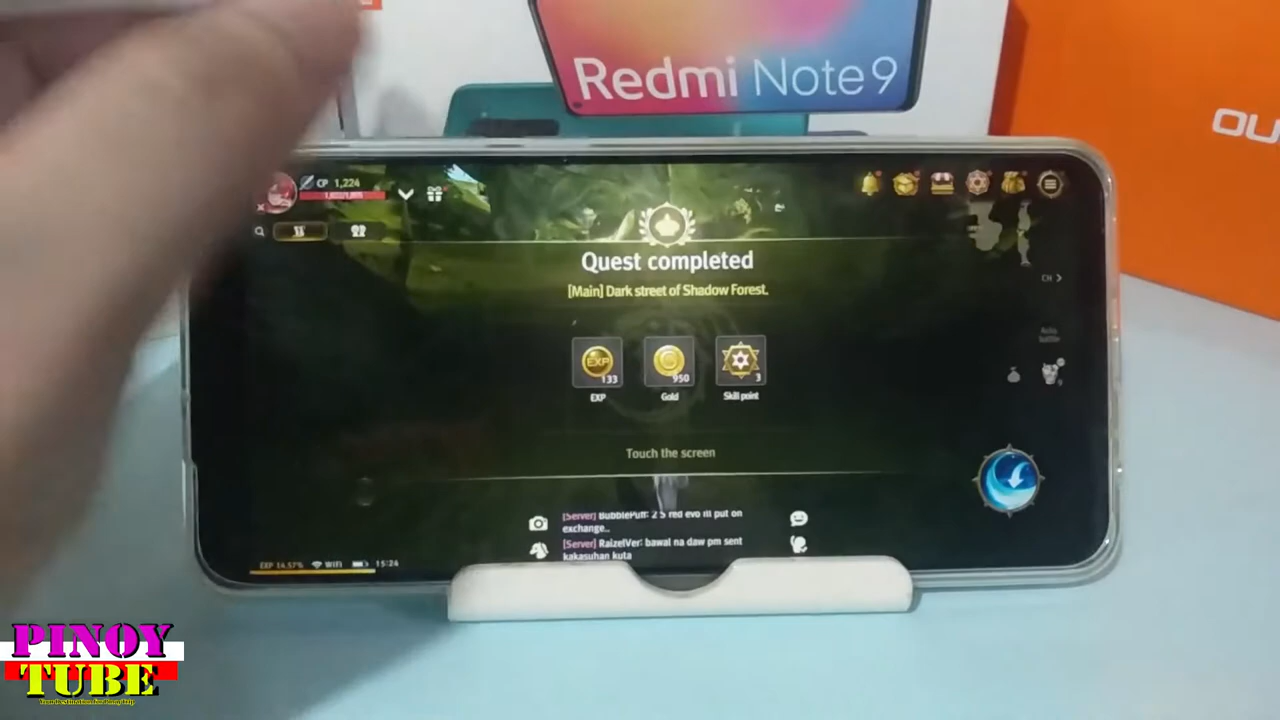 Redmi Note 9
OU
CP 1,224
Quest completed
[Main] Dark street of Shadow Forest.
CH
EXP
133
950
3
EXP
Gold
Skill point
Touch the screen
[Server] BubblePuff: 2 5 red evo ill put on
exchange..
[Server] RaizelVer: bawal na daw pm sent
kakasuhan kuta
EXP 14.57% WiFi 15:24
PINOY
TUBE